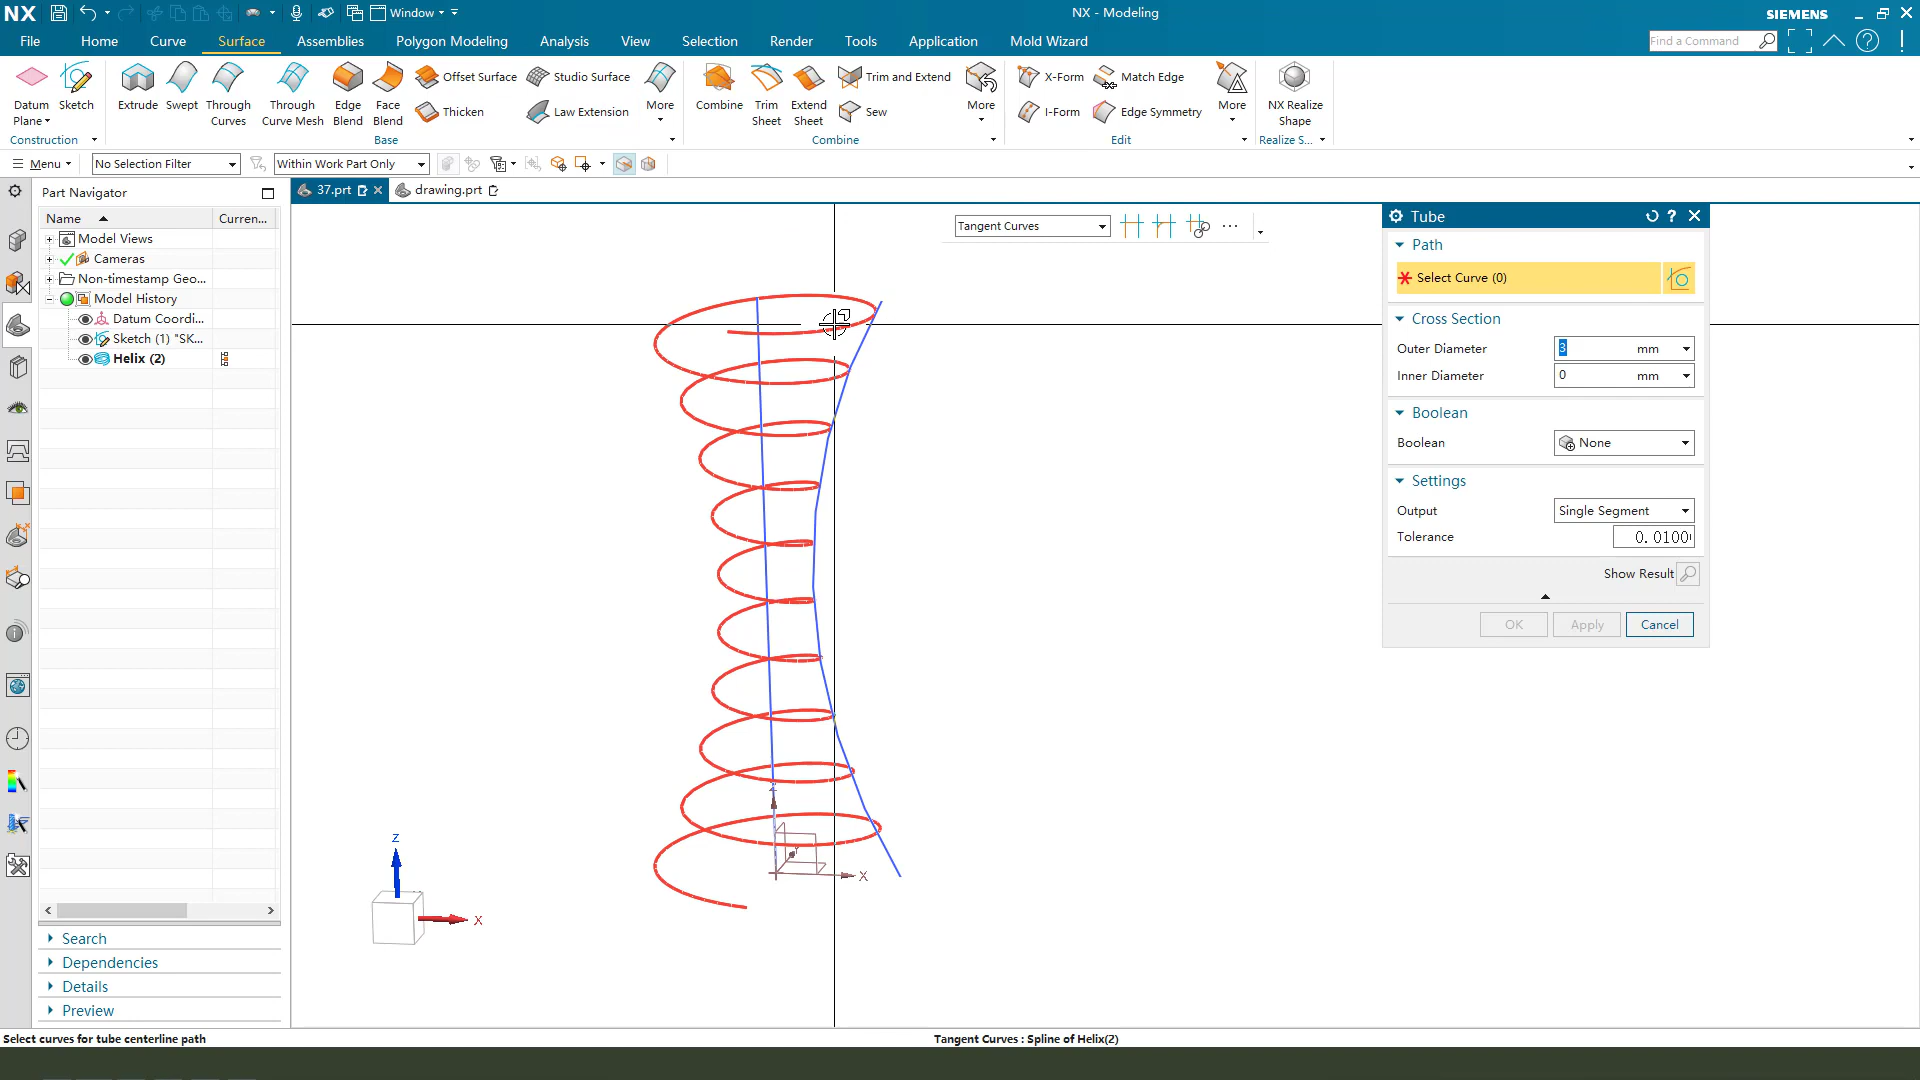 NX
Window
NX - Modeling
SIEMENS
File
Home
Curve
Surface
Assemblies
Polygon Modeling
Analysis
View
Selection
Render
Tools
Application
Mold Wizard
Find a Command
Datum Plane
Sketch
Extrude
Swept
Through Curves
Through Curve Mesh
Edge Blend
Face Blend
Offset Surface
Thicken
Studio Surface
Law Extension
More
Combine
Trim Sheet
Extend Sheet
Trim and Extend
Sew
More
X-Form
I-Form
Match Edge
Edge Symmetry
More
NX Realize Shape
Construction
Base
Combine
Edit
Realize S...
Menu
No Selection Filter
Within Work Part Only
Part Navigator
37.prt
drawing.prt
Name
Curren...
Model Views
Cameras
Non-timestamp Geo...
Model History
Datum Coordi...
Sketch (1) "SK...
Helix (2)
Tangent Curves
Tube
Path
Select Curve (0)
Cross Section
Outer Diameter
3
mm
Inner Diameter
0
mm
Boolean
Boolean
None
Settings
Output
Single Segment
Tolerance
0.0100
Show Result
OK
Apply
Cancel
X
Z
X
Search
Dependencies
Details
Preview
Select curves for tube centerline path
Tangent Curves : Spline of Helix(2)